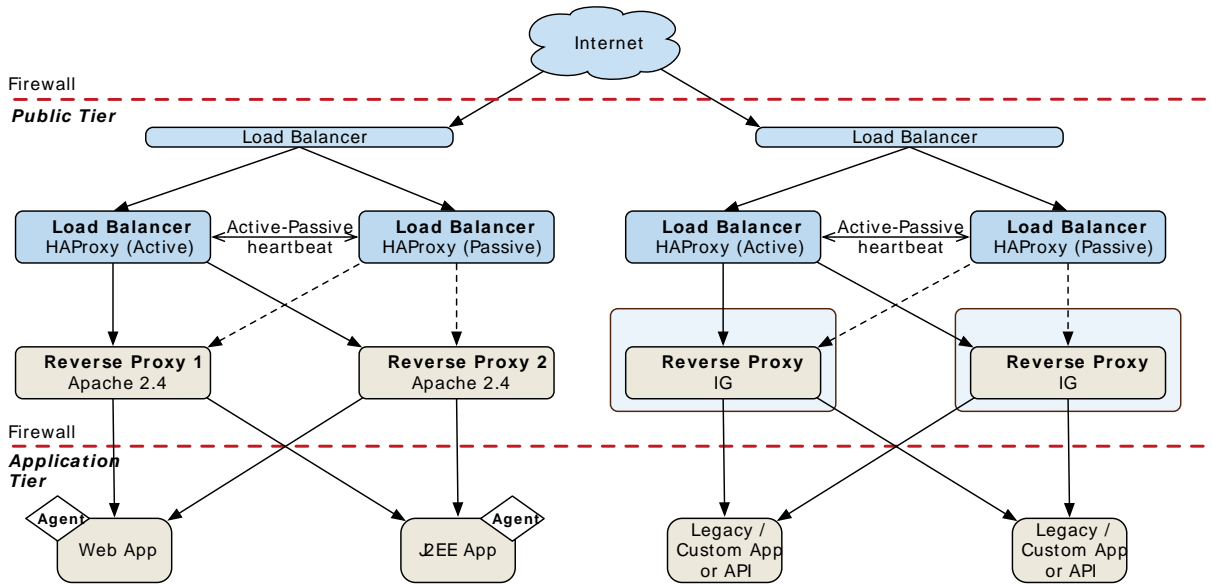 Internet
Firewall
Public Tier
Load Balancer
Load Balancer
Load Balancer
HAProxy (Active)
Active-Passive
heartbeat
Load Balancer
HAProxy (Passive)
Load Balancer
HAProxy (Active)
Active-Passive
heartbeat
Load Balancer
HAProxy (Passive)
Reverse Proxy 1
Apache 2.4
Reverse Proxy 2
Apache 2.4
Reverse Proxy
IG
Reverse Proxy
IG
Firewall
Application
Tier
Agent
Web App
Agent
J2EE App
Legacy /
Custom App
or API
Legacy /
Custom App
or API